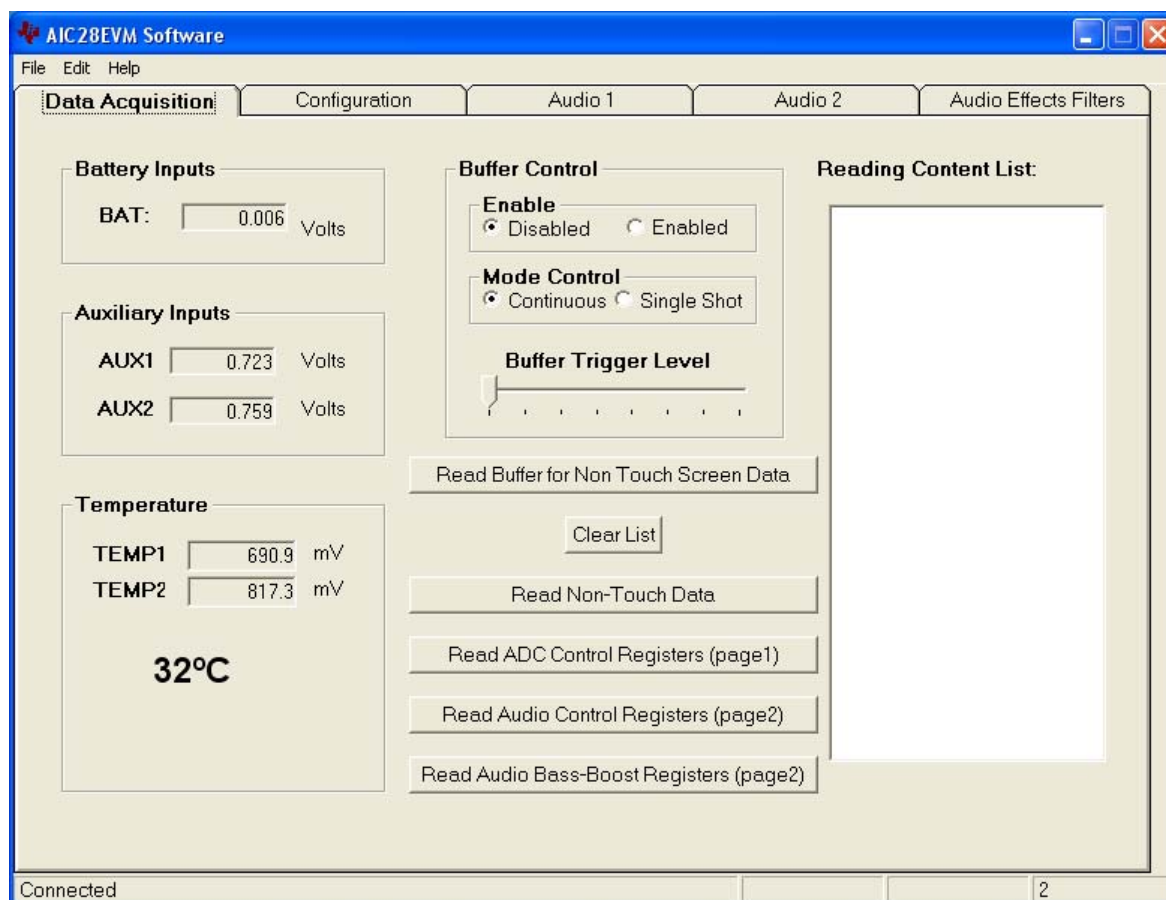 AIC28EVM Software
File Edit Help
Data Acquisition Configuration Audio 1 Audio 2 Audio Effects Filters
Battery Inputs
BAT: 0.006 Volts
Auxiliary Inputs
AUX1 0.723 Volts
AUX2 0.759 Volts
Temperature
TEMP1 690.9 mV
TEMP2 817.3 mV
32ºC
Buffer Control
Enable
Disabled Enabled
Mode Control
Continuous Single Shot
Buffer Trigger Level
Read Buffer for Non Touch Screen Data
Clear List
Read Non-Touch Data
Read ADC Control Registers (page1)
Read Audio Control Registers (page2)
Read Audio Bass-Boost Registers (page2)
Reading Content List:
Connected 2